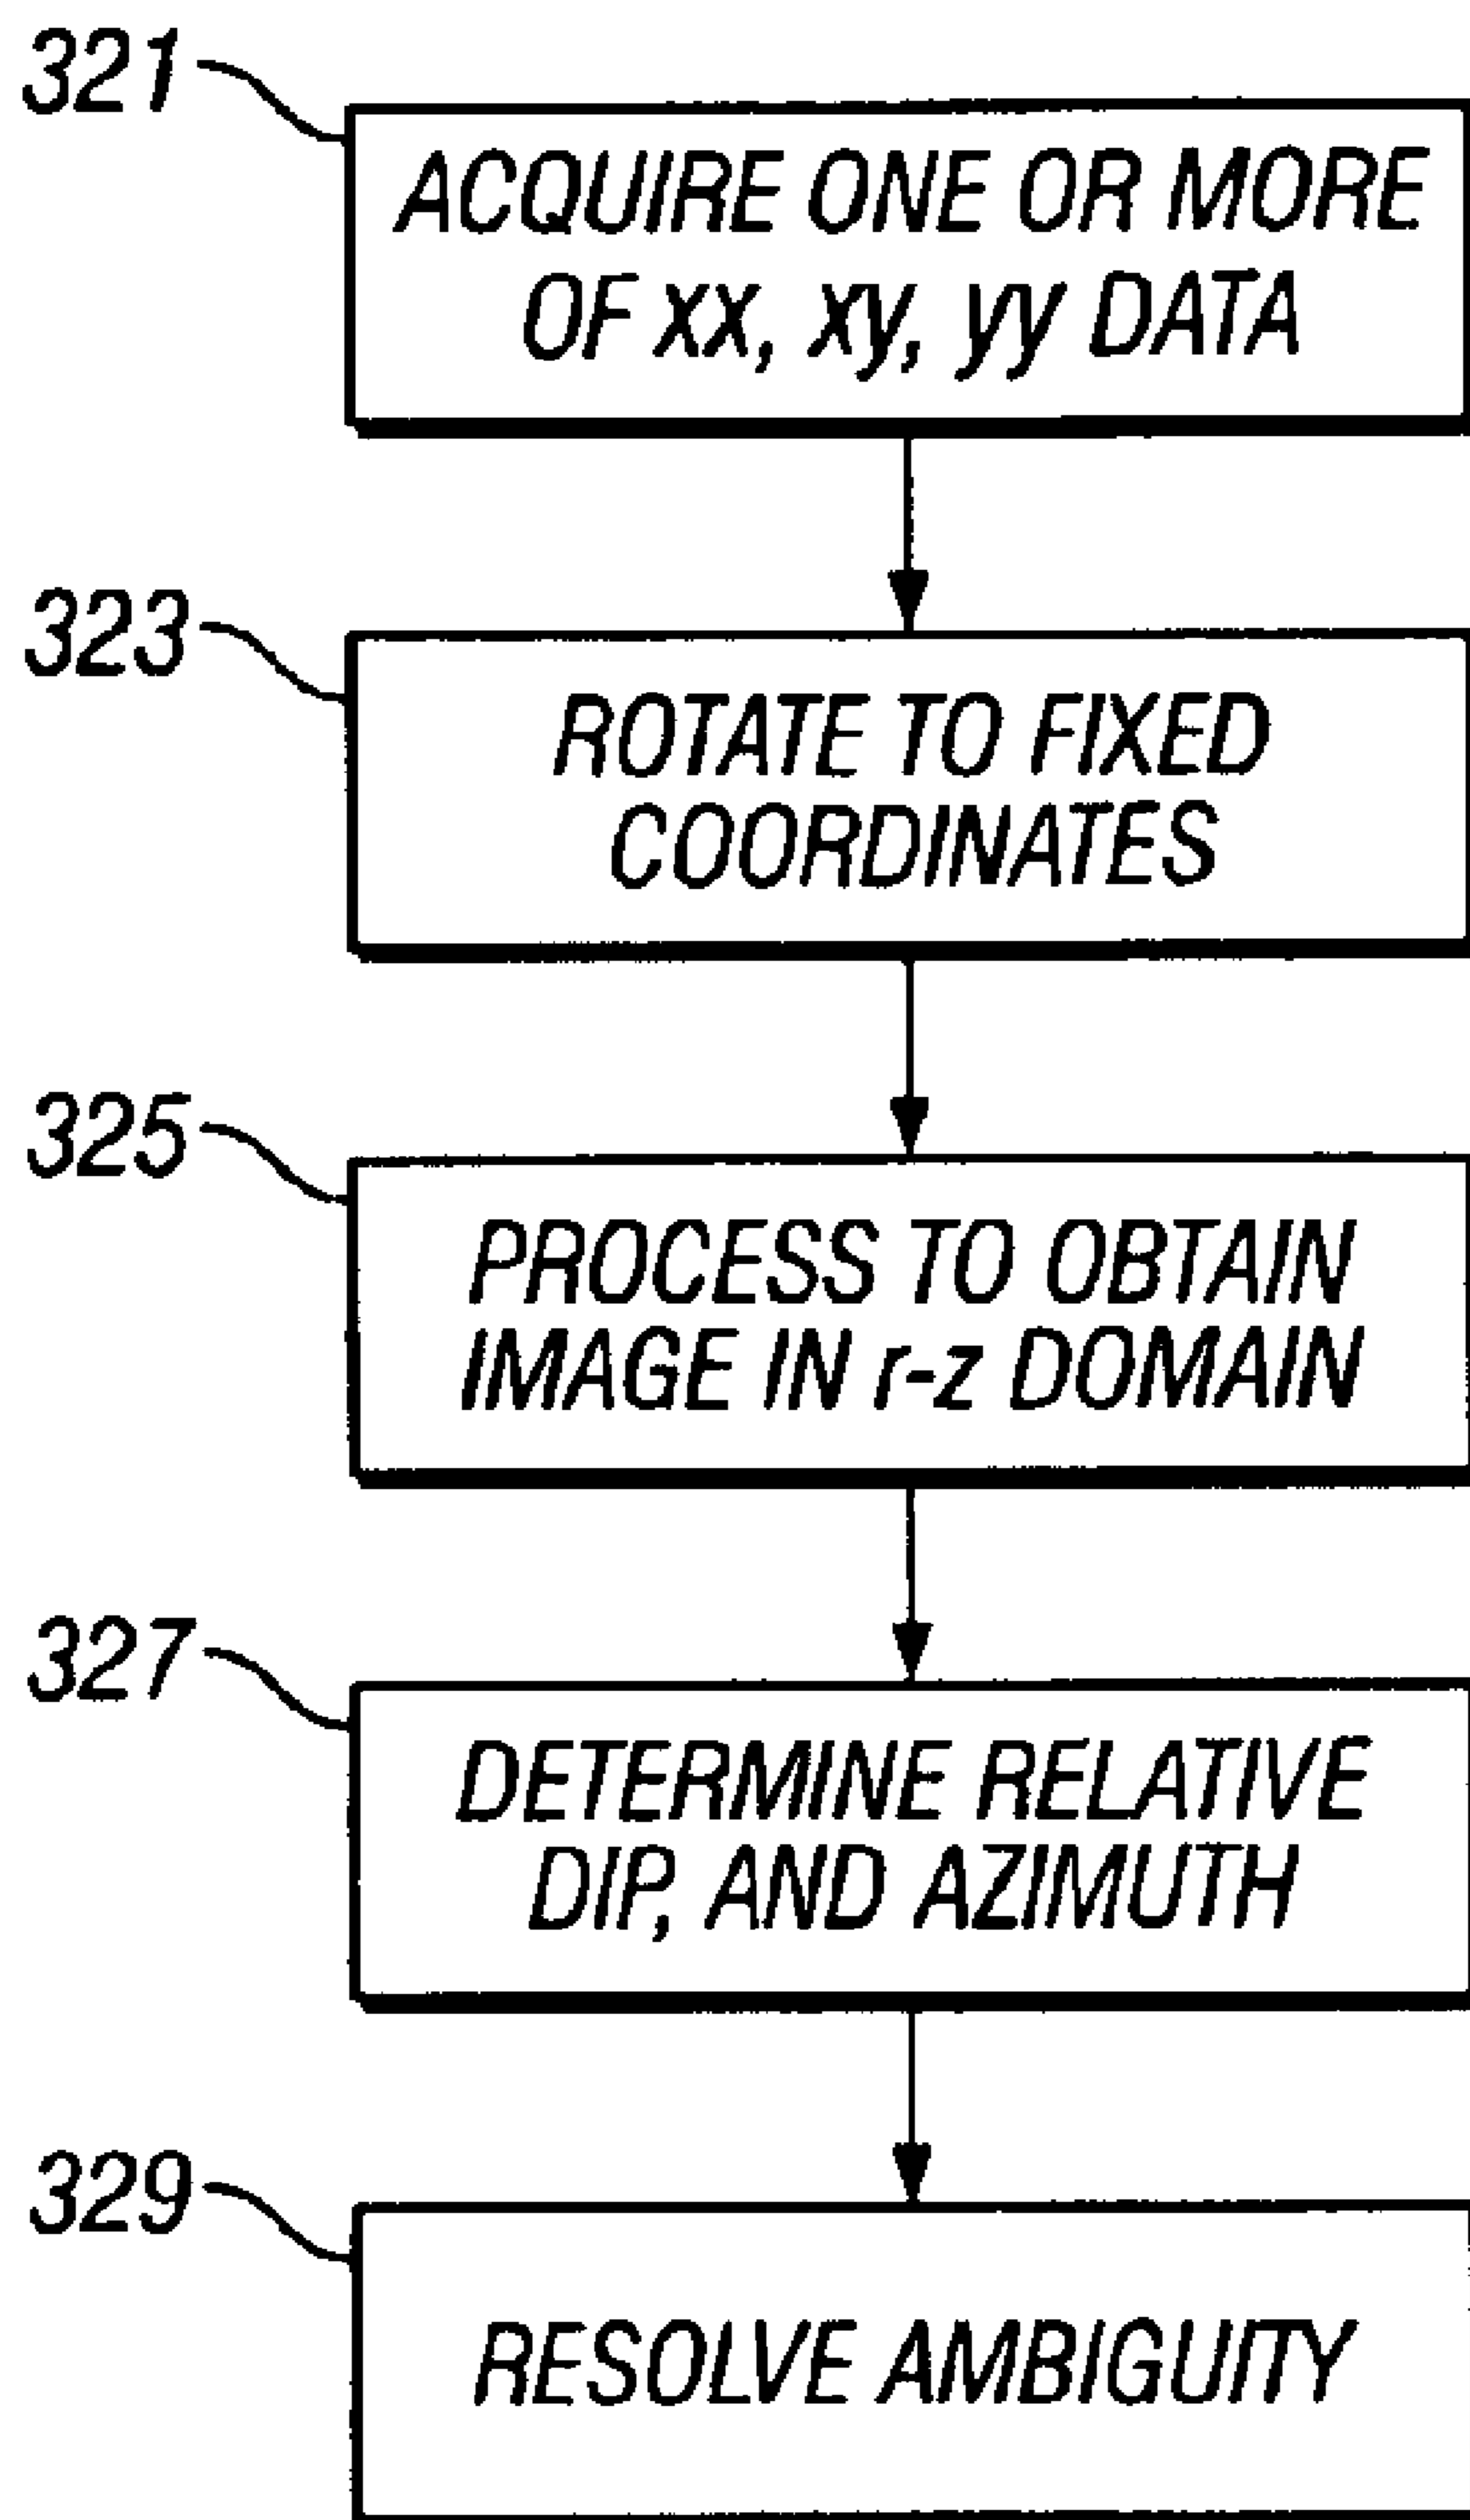 321
ACQUIRE ONE OR MORE
OF xx, xy, yy DATA
323
ROTATE TO FIXED
COORDINATES
325
PROCESS TO OBTAIN
IMAGE IN r-z DOMAIN
327
DETERMINE RELATIVE
DIP, AND AZIMUTH
329
RESOLVE AMBIGUITY